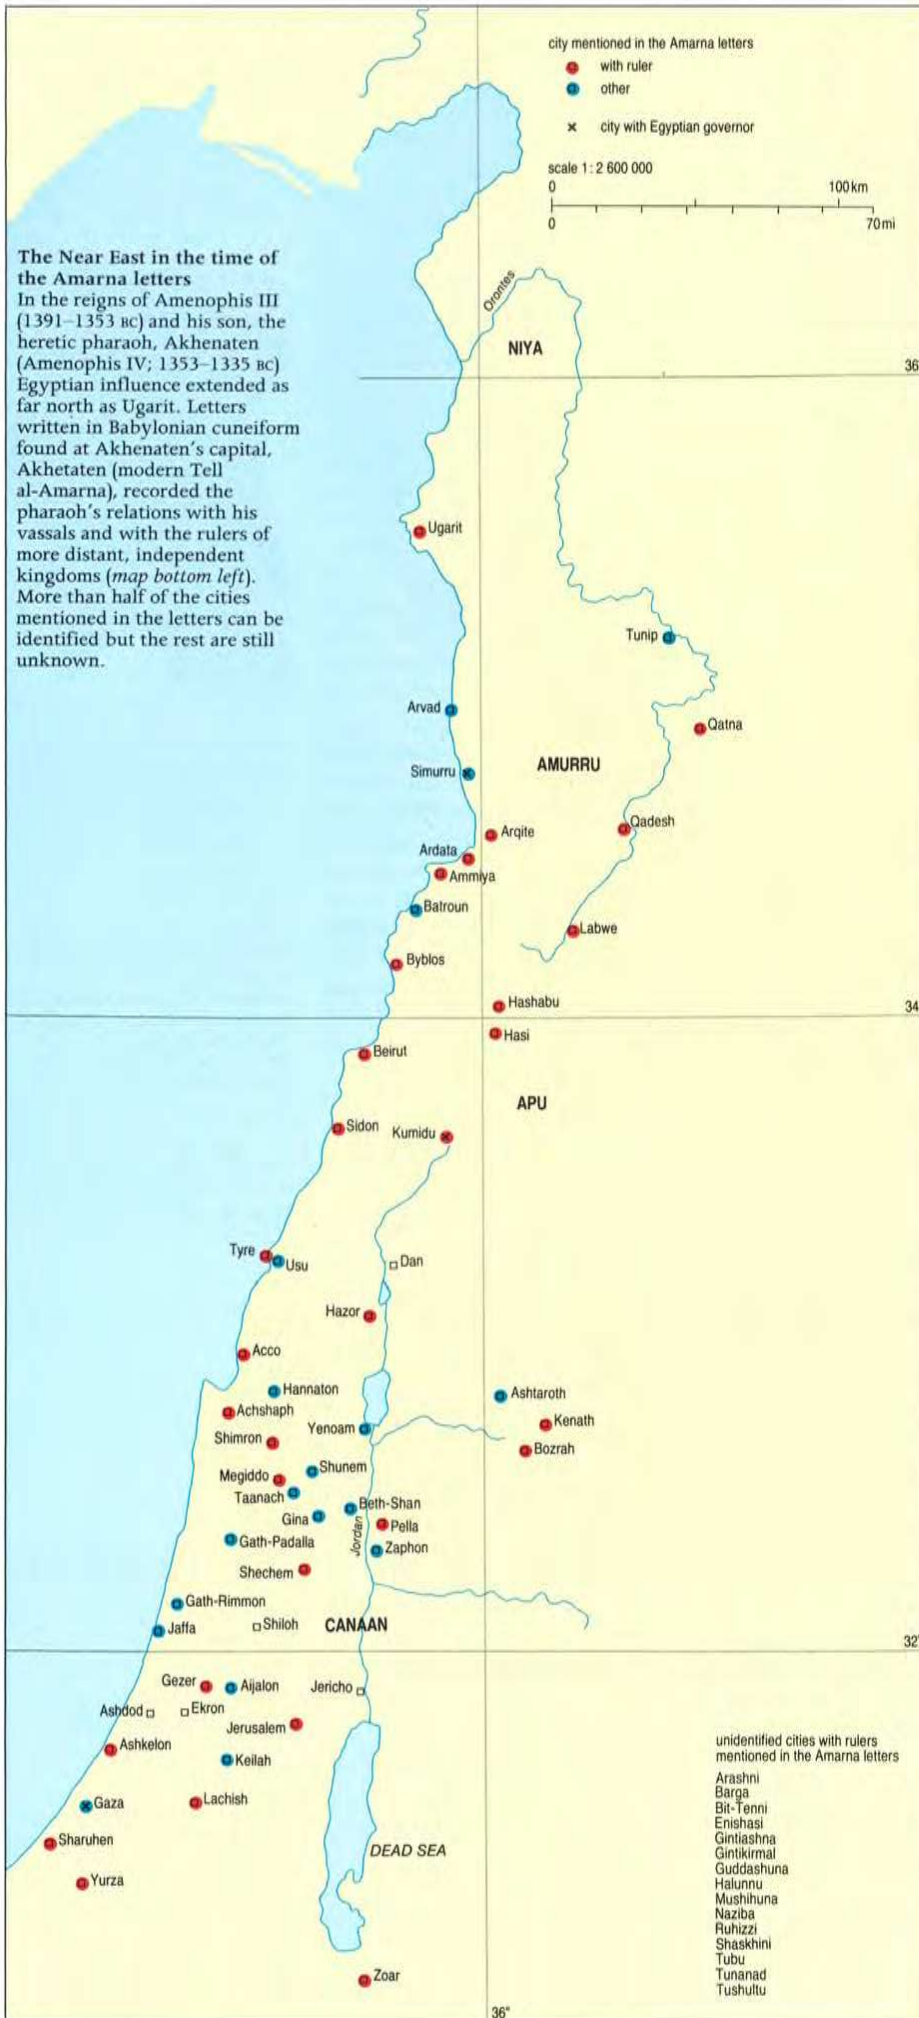 city mentioned in the Amarna letters
with ruler
other
city with Egyptian governor
scale 1 : 2 600 000
0
100 km
0
70 mi
The Near East in the time of
the Amarna letters
In the reigns of Amenophis III
(1391–1353 BC) and his son, the
heretic pharaoh, Akhenaten
(Amenophis IV; 1353–1335 BC)
Egyptian influence extended as
far north as Ugarit. Letters
written in Babylonian cuneiform
found at Akhenaten's capital,
Akhetaten (modern Tell
al-Amarna), recorded the
pharaoh's relations with his
vassals and with the rulers of
more distant, independent
kingdoms (map bottom left).
More than half of the cities
mentioned in the letters can be
identified but the rest are still
unknown.
Orontes
NIYA
36
Ugarit
Tunip
Arvad
Qatna
Simurru
AMURRU
Arqite
Qadesh
Ardata
Ammiya
Batroun
Labwe
Byblos
Hashabu
34
Hasi
Beirut
APU
Sidon
Kumidu
Tyre
Usu
Dan
Hazor
Acco
Hannaton
Ashtaroth
Achshaph
Kenath
Yenoam
Shimron
Bozrah
Shunem
Megiddo
Taanach
Beth-Shan
Gina
Pella
Jordan
Gath-Padalla
Zaphon
Shechem
Gath-Rimmon
Jaffa
Shiloh
CANAAN
32°
Gezer
Aijalon
Jericho
Ashdod
Ekron
Jerusalem
Ashkelon
Keilah
Gaza
Lachish
Sharuhen
DEAD SEA
Yurza
Zoar
36°
unidentified cities with rulers
mentioned in the Amarna letters
Arashni
Barga
Bit-Tenni
Enishasi
Gintiashna
Gintikirmal
Guddashuna
Halunnu
Mushihuna
Naziba
Ruhizzi
Shaskhini
Tubu
Tunanad
Tushultu